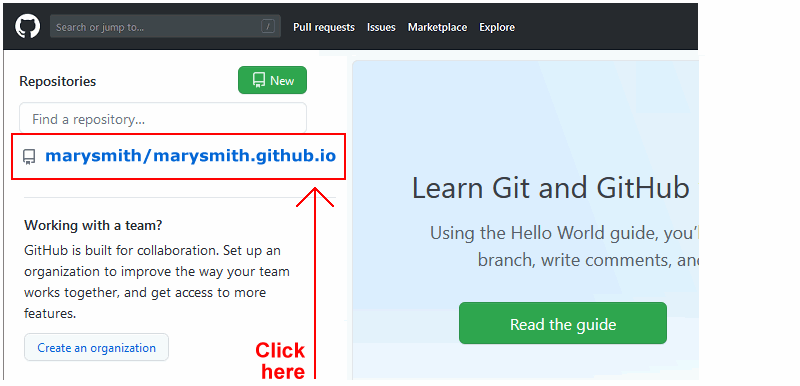 Search or jump to...
/
Pull requests
Issues
Marketplace
Explore
Repositories
New
Find a repository...
marysmith/marysmith.github.io
Working with a team?
GitHub is built for collaboration. Set up an
organization to improve the way your team
works together, and get access to more
features.
Create an organization
Click
here
Learn Git and GitHub
Using the Hello World guide, you'l
branch, write comments, an
Read the guide